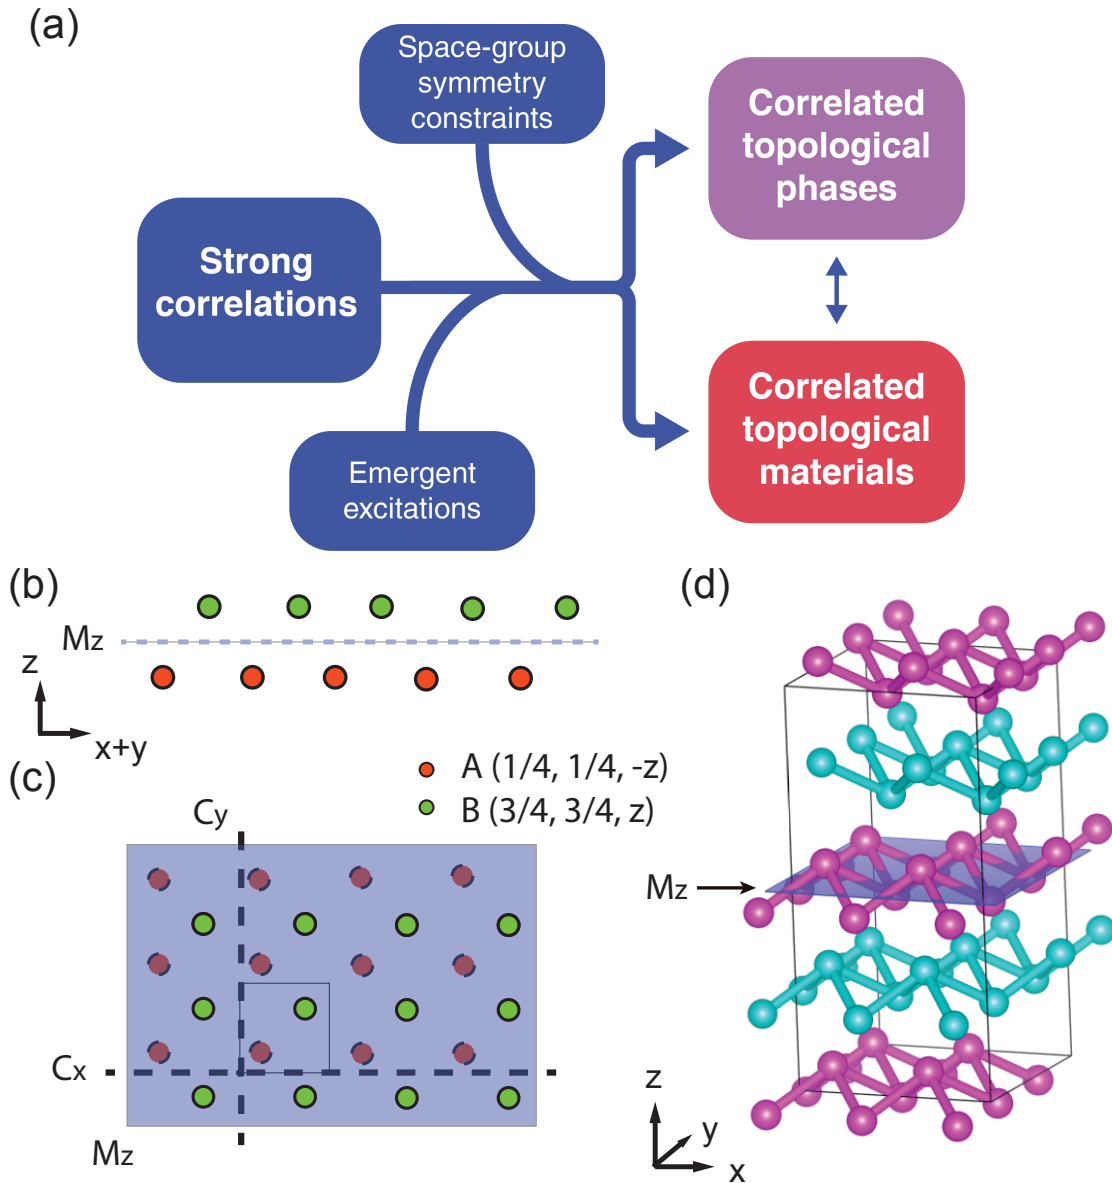 (a)
Space-group
symmetry
constraints
Correlated
topological
phases
Strong
correlations
Correlated
topological
materials
Emergent
excitations
(b)
Mz
z
x+y
A (1/4, 1/4, -z)
B (3/4, 3/4, z)
(c)
Cy
Cx
Mz
(d)
Mz
z
y
x